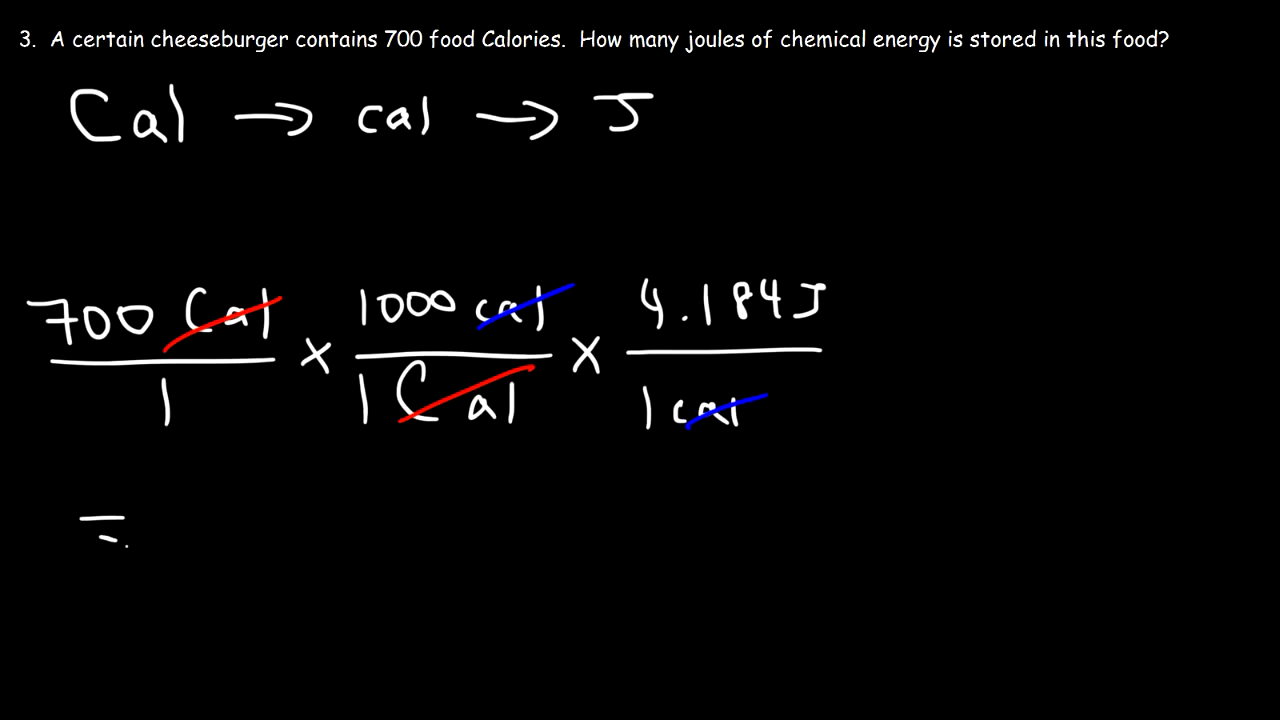 3. A certain cheeseburger contains 700 food Calories. How many joules of chemical energy is stored in this food?
Cal → cal → J
700 Cal × 1000 cal × 4.184 J
1 1 Cal 1 cal
=